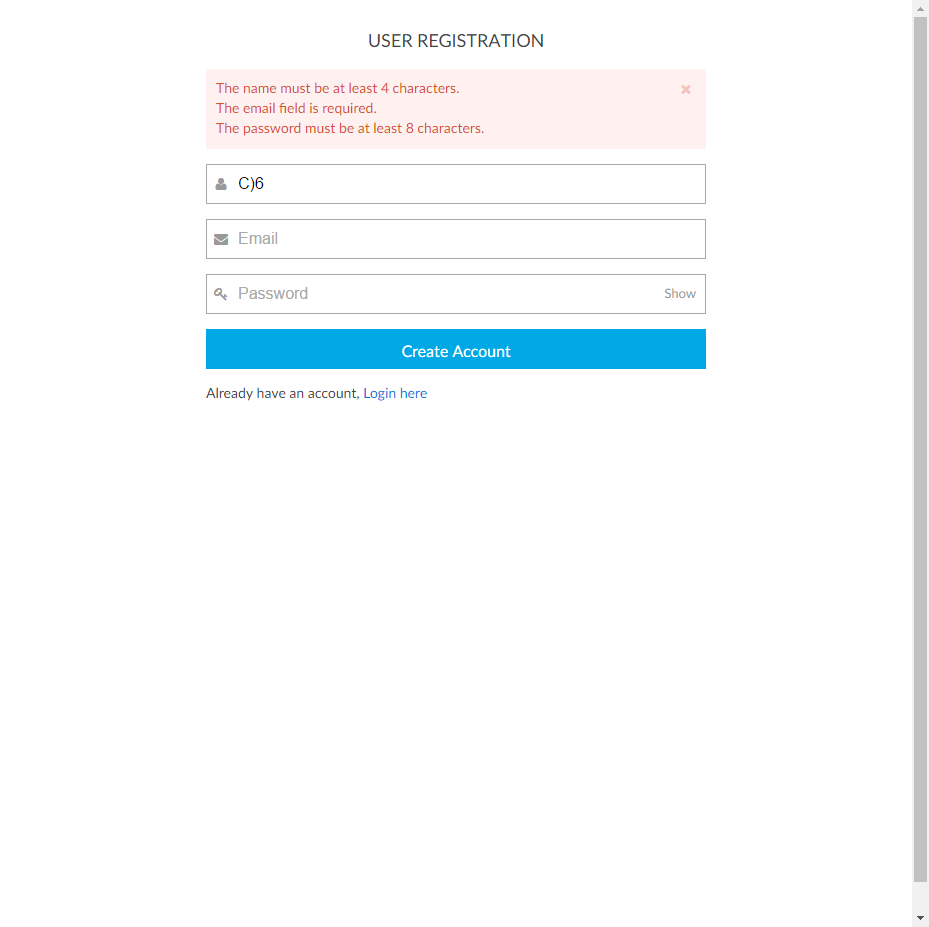 USER REGISTRATION
The name must be at least 4 characters.
The email field is required.
The password must be at least 8 characters.
C)6
Email
Password
Show
Create Account
Already have an account, Login here